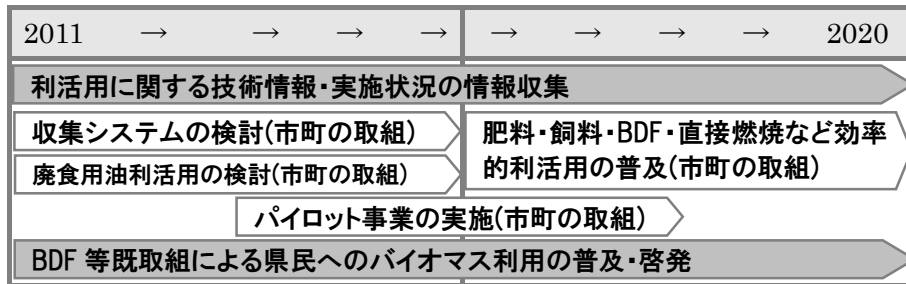 2011 → → → → → → → → 2020
利活用に関する技術情報・実施状況の情報収集
収集システムの検討(市町の取組)
廃食用油利活用の検討(市町の取組)
肥料・飼料・BDF・直接燃焼など効率
的利活用の普及(市町の取組)
パイロット事業の実施(市町の取組)
BDF 等既取組による県民へのバイオマス利用の普及・啓発